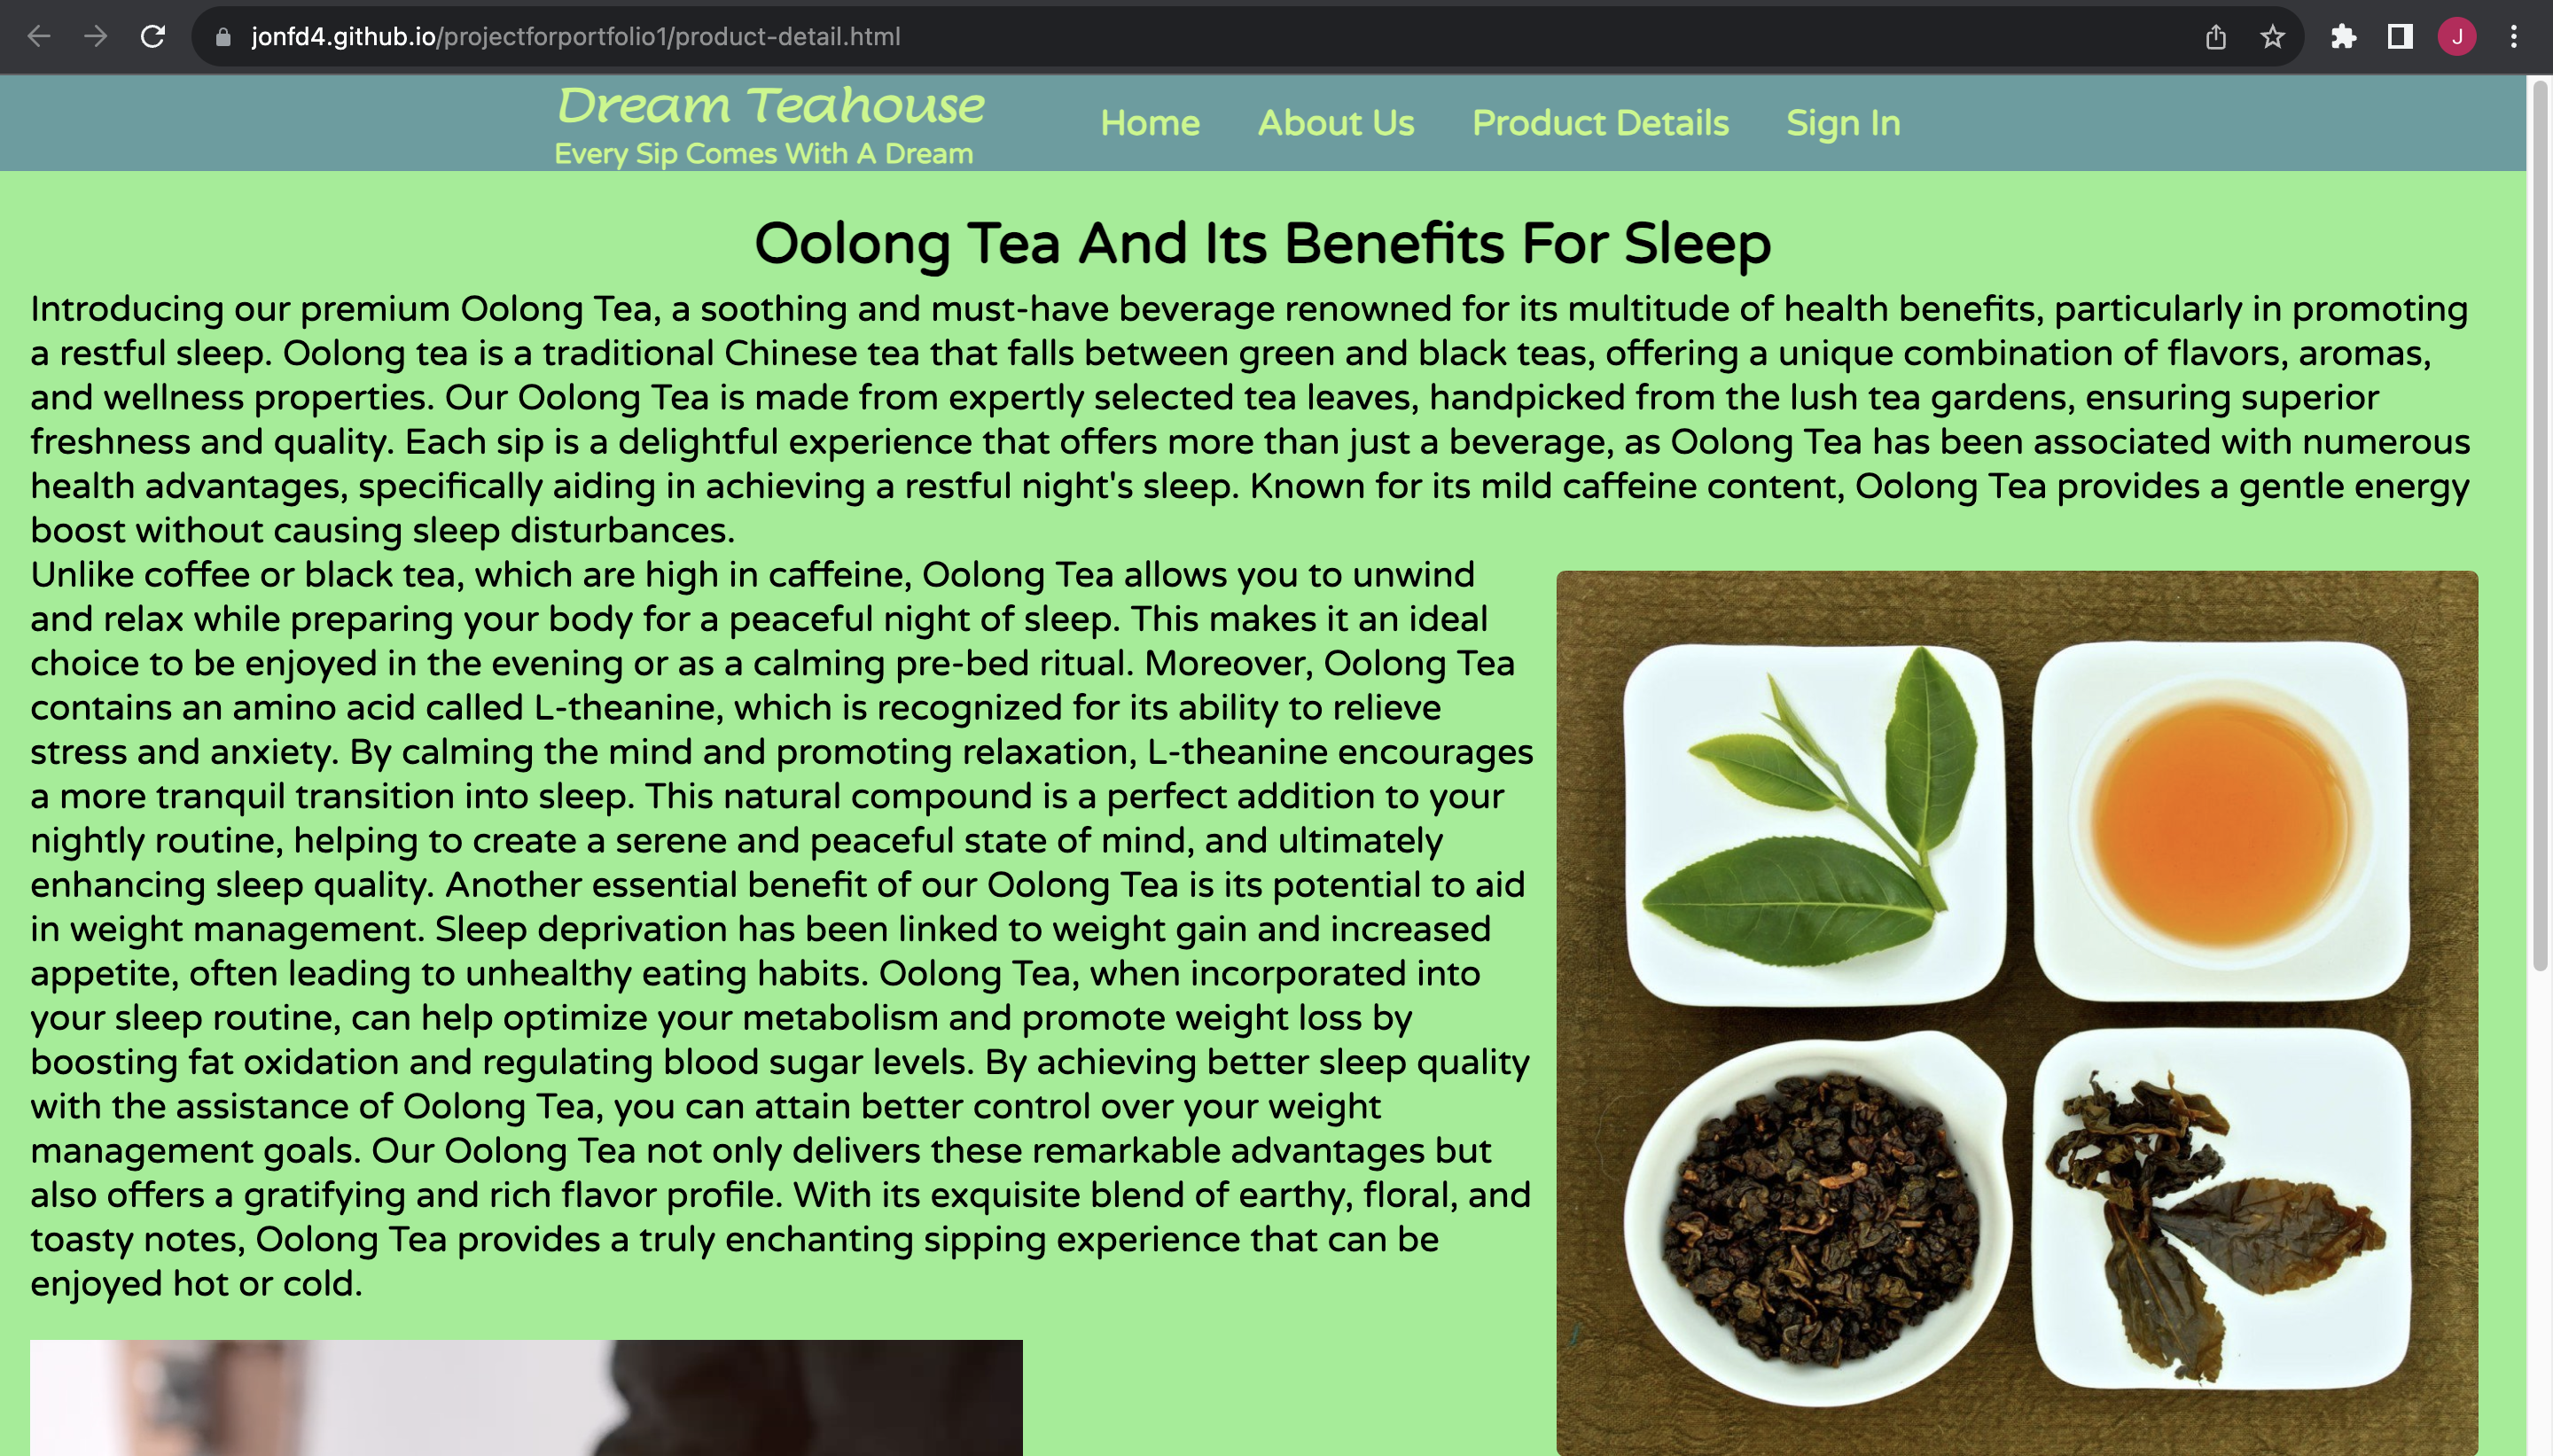 jonfd4.github.io/projectforportfolio1/product-detail.html
J
Dream Teahouse
Every Sip Comes With A Dream
Home
About Us
Product Details
Sign In
Oolong Tea And Its Benefits For Sleep
Introducing our premium Oolong Tea, a soothing and must-have beverage renowned for its multitude of health benefits, particularly in promoting
a restful sleep. Oolong tea is a traditional Chinese tea that falls between green and black teas, offering a unique combination of flavors, aromas,
and wellness properties. Our Oolong Tea is made from expertly selected tea leaves, handpicked from the lush tea gardens, ensuring superior
freshness and quality. Each sip is a delightful experience that offers more than just a beverage, as Oolong Tea has been associated with numerous
health advantages, specifically aiding in achieving a restful night's sleep. Known for its mild caffeine content, Oolong Tea provides a gentle energy
boost without causing sleep disturbances.
Unlike coffee or black tea, which are high in caffeine, Oolong Tea allows you to unwind
and relax while preparing your body for a peaceful night of sleep. This makes it an ideal
choice to be enjoyed in the evening or as a calming pre-bed ritual. Moreover, Oolong Tea
contains an amino acid called L-theanine, which is recognized for its ability to relieve
stress and anxiety. By calming the mind and promoting relaxation, L-theanine encourages
a more tranquil transition into sleep. This natural compound is a perfect addition to your
nightly routine, helping to create a serene and peaceful state of mind, and ultimately
enhancing sleep quality. Another essential benefit of our Oolong Tea is its potential to aid
in weight management. Sleep deprivation has been linked to weight gain and increased
appetite, often leading to unhealthy eating habits. Oolong Tea, when incorporated into
your sleep routine, can help optimize your metabolism and promote weight loss by
boosting fat oxidation and regulating blood sugar levels. By achieving better sleep quality
with the assistance of Oolong Tea, you can attain better control over your weight
management goals. Our Oolong Tea not only delivers these remarkable advantages but
also offers a gratifying and rich flavor profile. With its exquisite blend of earthy, floral, and
toasty notes, Oolong Tea provides a truly enchanting sipping experience that can be
enjoyed hot or cold.